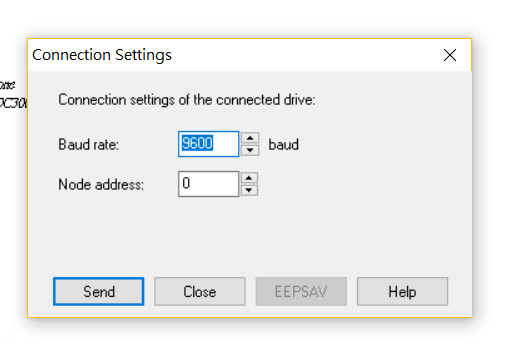 Connection Settings
Connection settings of the connected drive:
Baud rate: 9600 baud
Node address: 0
Send Close EEPSAV Help